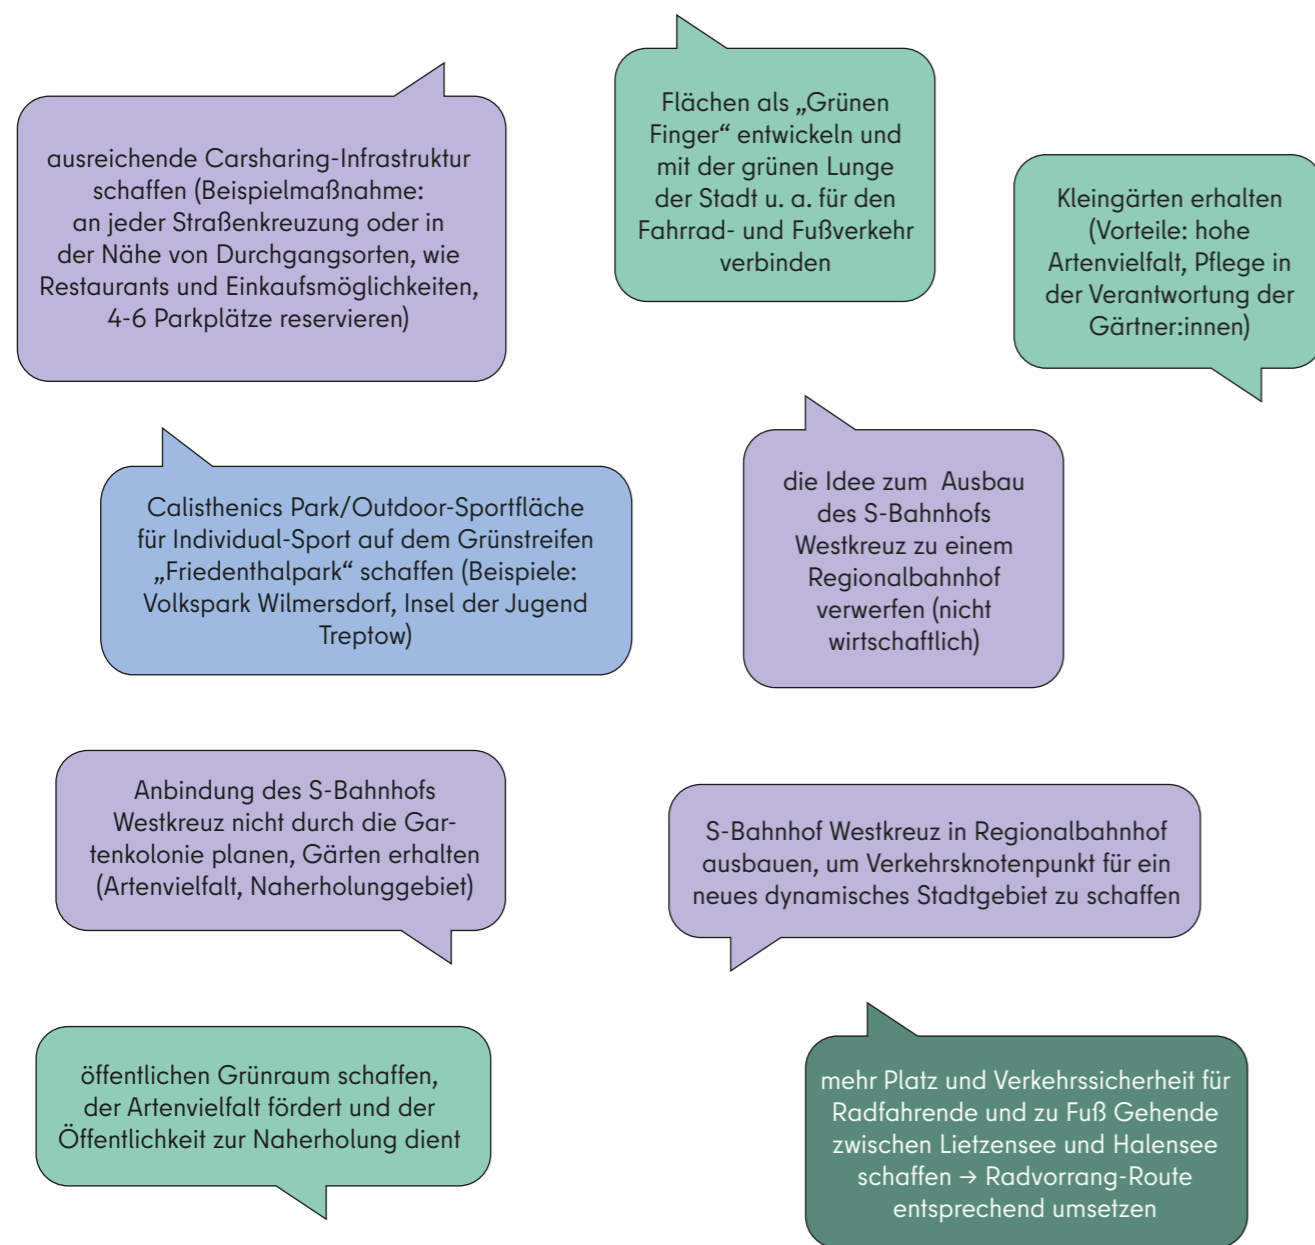 ausreichende Carsharing-Infrastruktur
schaffen (Beispielmaßnahme:
an jeder Straßenkreuzung oder in
der Nähe von Durchgangsorten, wie
Restaurants und Einkaufsmöglichkeiten,
4-6 Parkplätze reservieren)
Flächen als „Grünen
Finger“ entwickeln und
mit der grünen Lunge
der Stadt u. a. für den
Fahrrad- und Fußverkehr
verbinden
Kleingärten erhalten
(Vorteile: hohe
Artenvielfalt, Pflege in
der Verantwortung der
Gärtner:innen)
Calisthenics Park/Outdoor-Sportfläche
für Individual-Sport auf dem Grünstreifen
„Friedenthalpark“ schaffen (Beispiele:
Volkspark Wilmersdorf, Insel der Jugend
Treptow)
die Idee zum Ausbau
des S-Bahnhofs
Westkreuz zu einem
Regionalbahnhof
verwerfen (nicht
wirtschaftlich)
Anbindung des S-Bahnhofs
Westkreuz nicht durch die Gar-
tenkolonie planen, Gärten erhalten
(Artenvielfalt, Naherholunggebiet)
S-Bahnhof Westkreuz in Regionalbahnhof
ausbauen, um Verkehrsknotenpunkt für ein
neues dynamisches Stadtgebiet zu schaffen
öffentlichen Grünraum schaffen,
der Artenvielfalt fördert und der
Öffentlichkeit zur Naherholung dient
mehr Platz und Verkehrssicherheit für
Radfahrende und zu Fuß Gehende
zwischen Lietzensee und Halensee
schaffen → Radvorrang-Route
entsprechend umsetzen